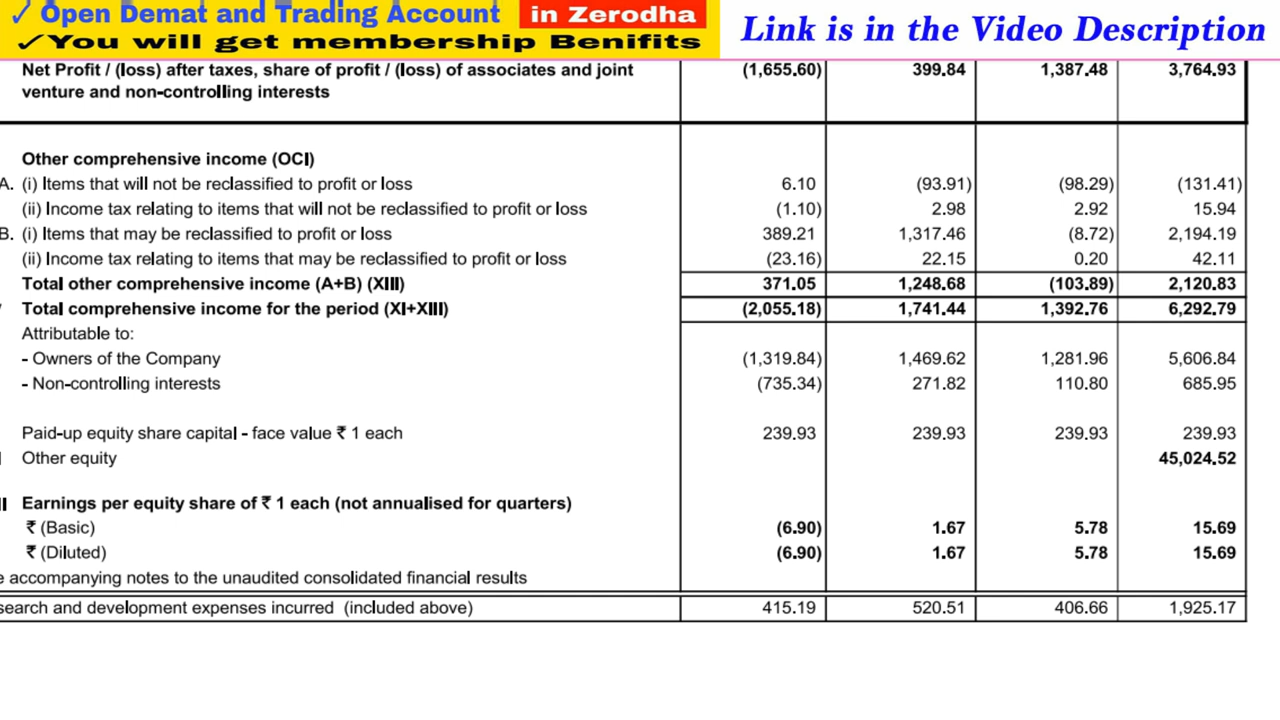 ✓ Open Demat and Trading Account in Zerodha
✓You will get membership Benifits
Link is in the Video Description
Net Profit / (loss) after taxes, share of profit / (loss) of associates and joint (1,655.60) 399.84 1,387.48 3,764.93
venture and non-controlling interests
Other comprehensive income (OCI)
A. (i) Items that will not be reclassified to profit or loss 6.10 (93.91) (98.29) (131.41)
(ii) Income tax relating to items that will not be reclassified to profit or loss (1.10) 2.98 2.92 15.94
B. (i) Items that may be reclassified to profit or loss 389.21 1,317.46 (8.72) 2,194.19
(ii) Income tax relating to items that may be reclassified to profit or loss (23.16) 22.15 0.20 42.11
Total other comprehensive income (A+B) (XIII) 371.05 1,248.68 (103.89) 2,120.83
Total comprehensive income for the period (XI+XIII) (2,055.18) 1,741.44 1,392.76 6,292.79
Attributable to:
- Owners of the Company (1,319.84) 1,469.62 1,281.96 5,606.84
- Non-controlling interests (735.34) 271.82 110.80 685.95
Paid-up equity share capital - face value ₹ 1 each 239.93 239.93 239.93 239.93
Other equity 45,024.52
Earnings per equity share of ₹ 1 each (not annualised for quarters)
₹ (Basic) (6.90) 1.67 5.78 15.69
₹ (Diluted) (6.90) 1.67 5.78 15.69
e accompanying notes to the unaudited consolidated financial results
search and development expenses incurred (included above) 415.19 520.51 406.66 1,925.17